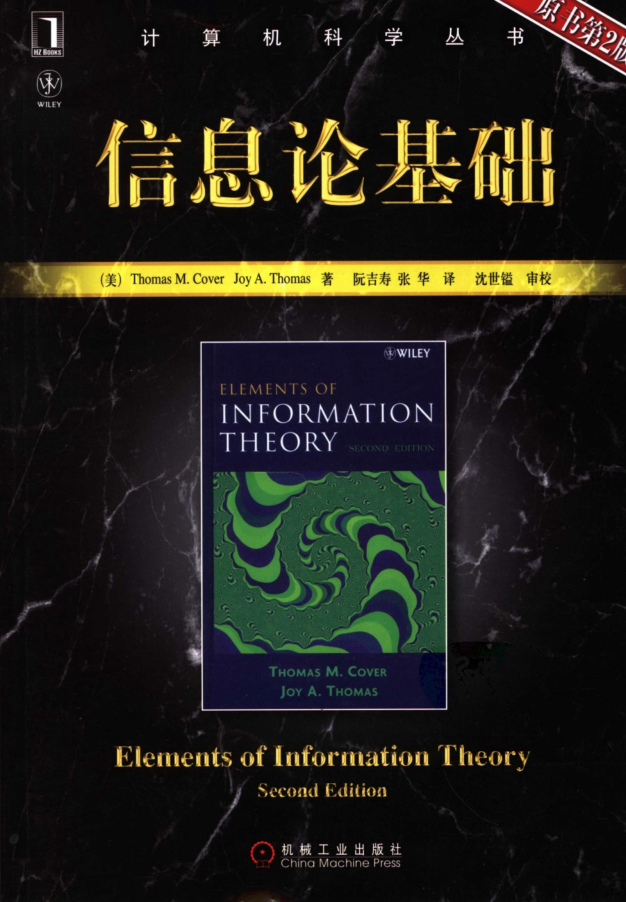 原书第2版
计算机科学丛书
HZ BOOKS
WILEY
信息论基础
(美) Thomas M. Cover Joy A. Thomas 著 阮吉寿 张 华 译 沈世镒 审校
WILEY
ELEMENTS OF
INFORMATION
THEORY SECOND EDITION
THOMAS M. COVER
JOY A. THOMAS
Elements of Information Theory
Second Edition
机械工业出版社
China Machine Press